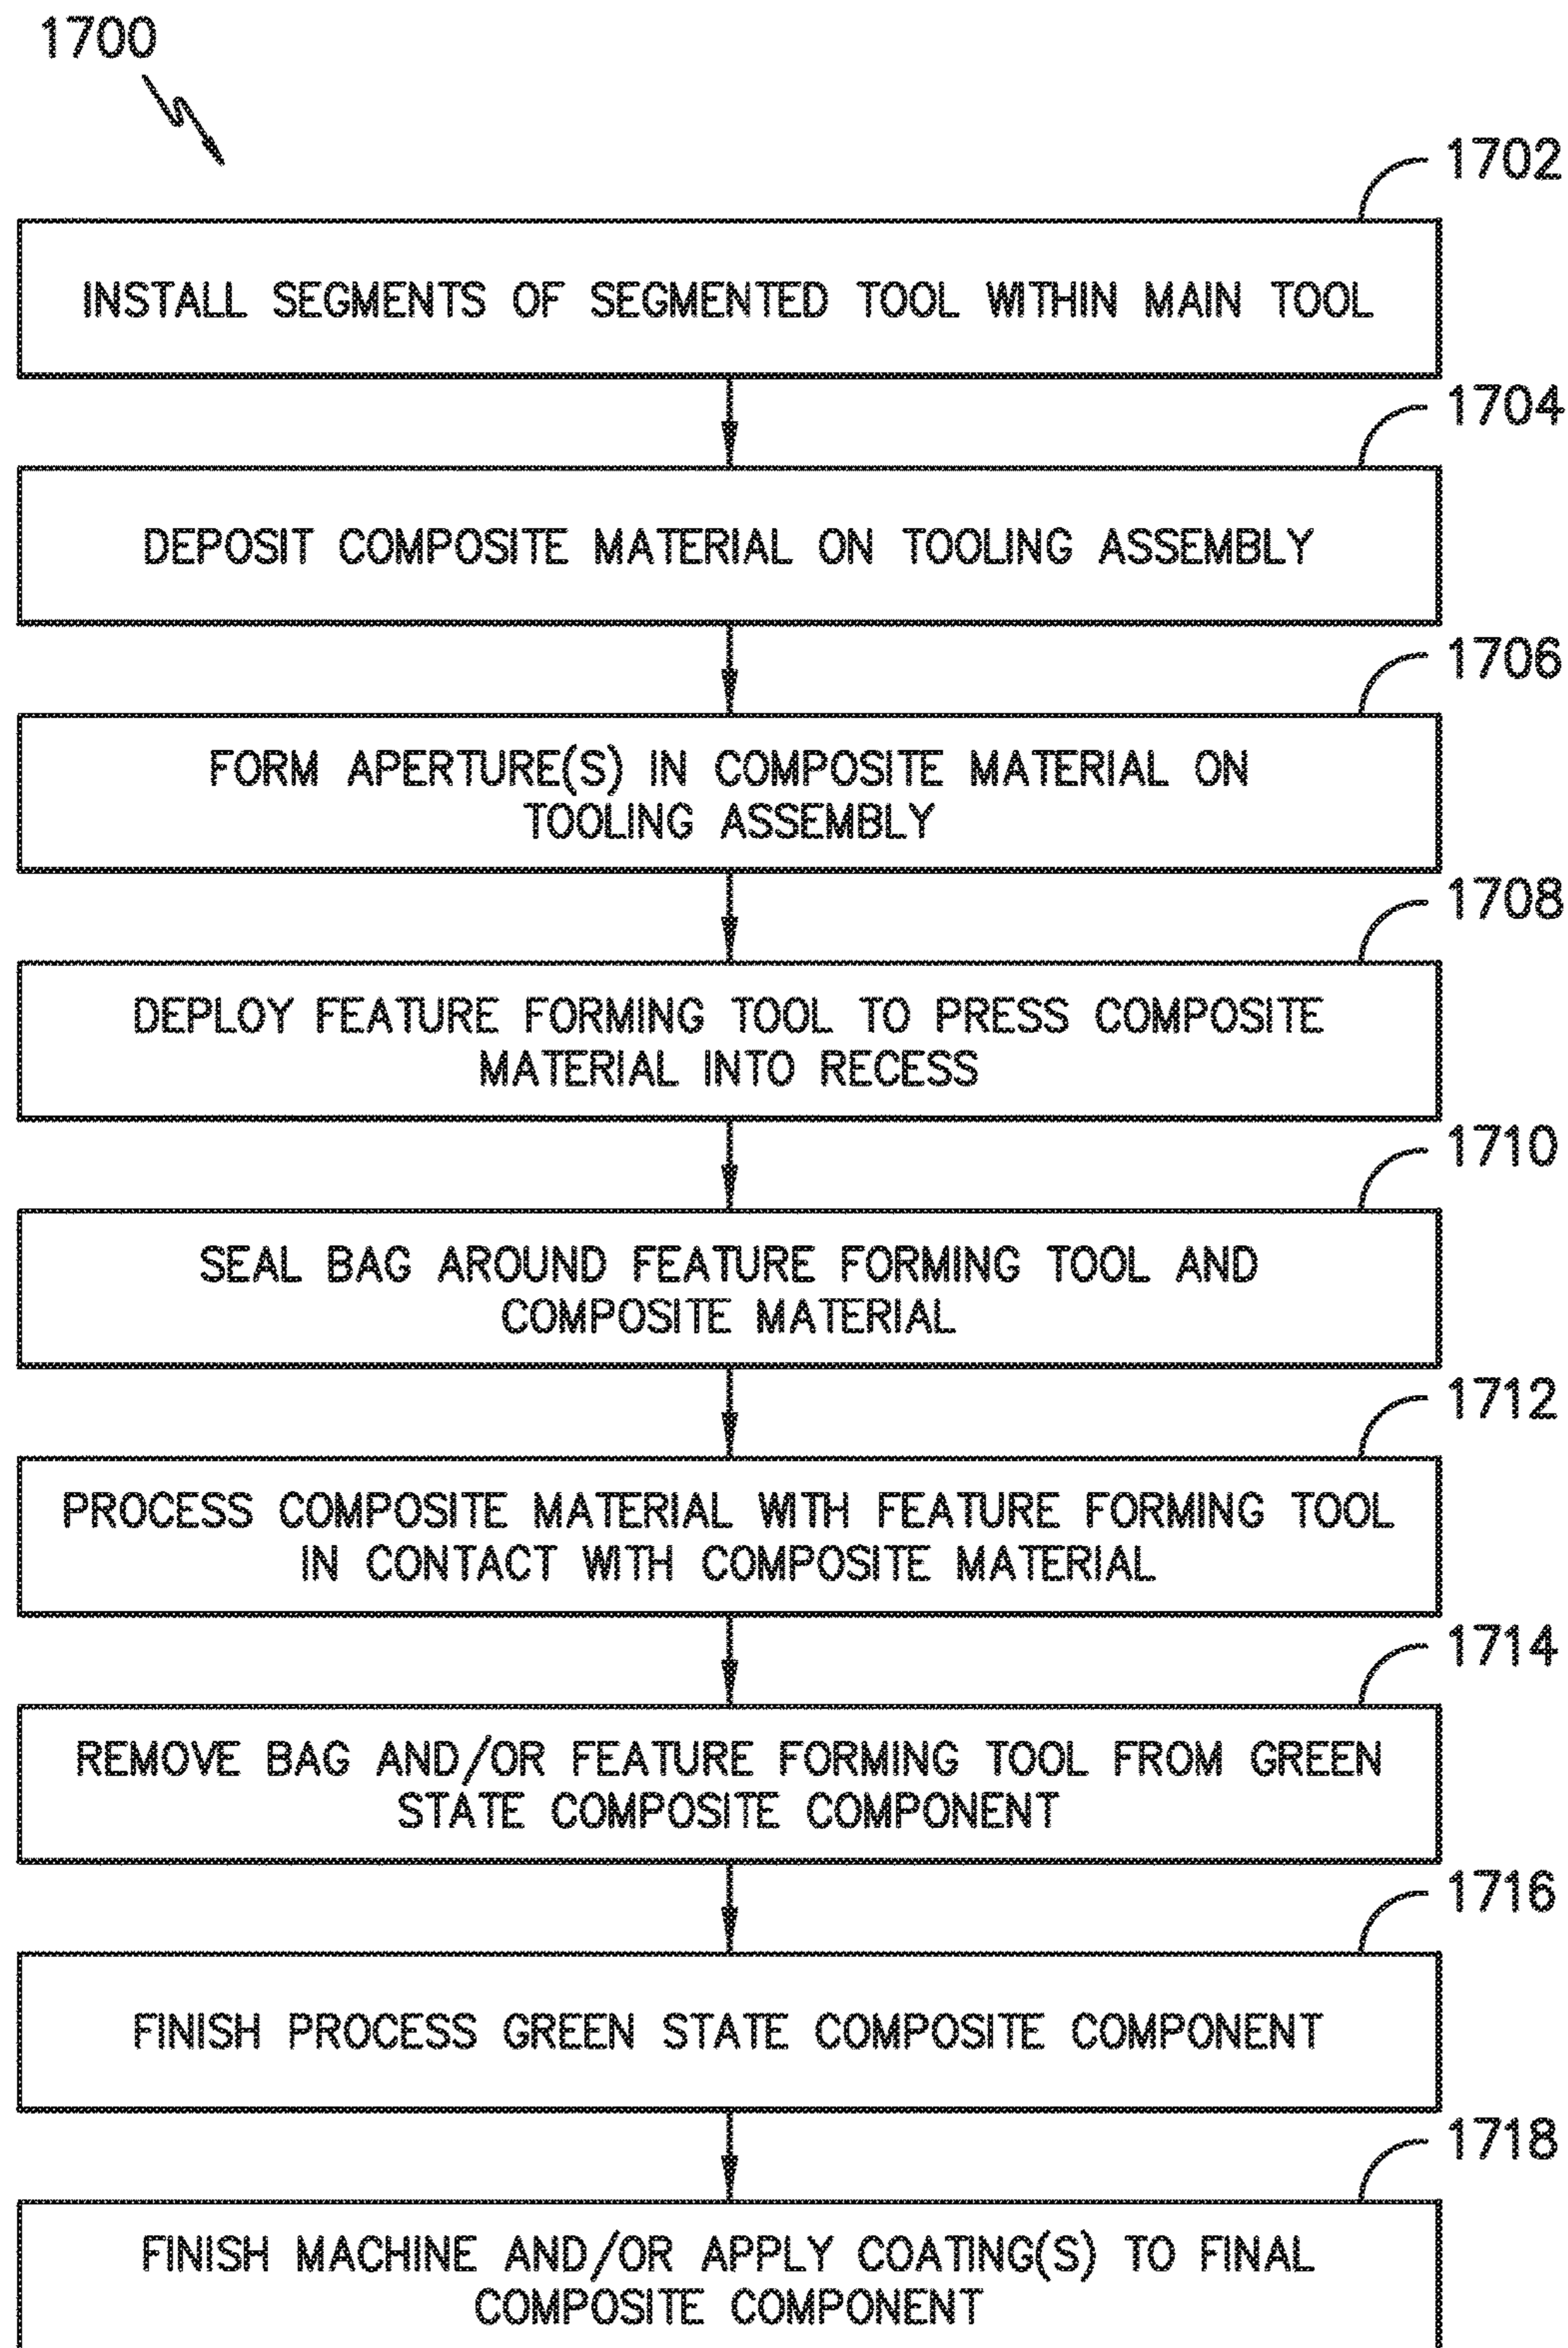 1700
1702
INSTALL SEGMENTS OF SEGMENTED TOOL WITHIN MAIN TOOL
1704
DEPOSIT COMPOSITE MATERIAL ON TOOLING ASSEMBLY
1706
FORM APERTURE(S) IN COMPOSITE MATERIAL ON
TOOLING ASSEMBLY
1708
DEPLOY FEATURE FORMING TOOL TO PRESS COMPOSITE
MATERIAL INTO RECESS
1710
SEAL BAG AROUND FEATURE FORMING TOOL AND
COMPOSITE MATERIAL
1712
PROCESS COMPOSITE MATERIAL WITH FEATURE FORMING TOOL
IN CONTACT WITH COMPOSITE MATERIAL
1714
REMOVE BAG AND/OR FEATURE FORMING TOOL FROM GREEN
STATE COMPOSITE COMPONENT
1716
FINISH PROCESS GREEN STATE COMPOSITE COMPONENT
1718
FINISH MACHINE AND/OR APPLY COATING(S) TO FINAL
COMPOSITE COMPONENT